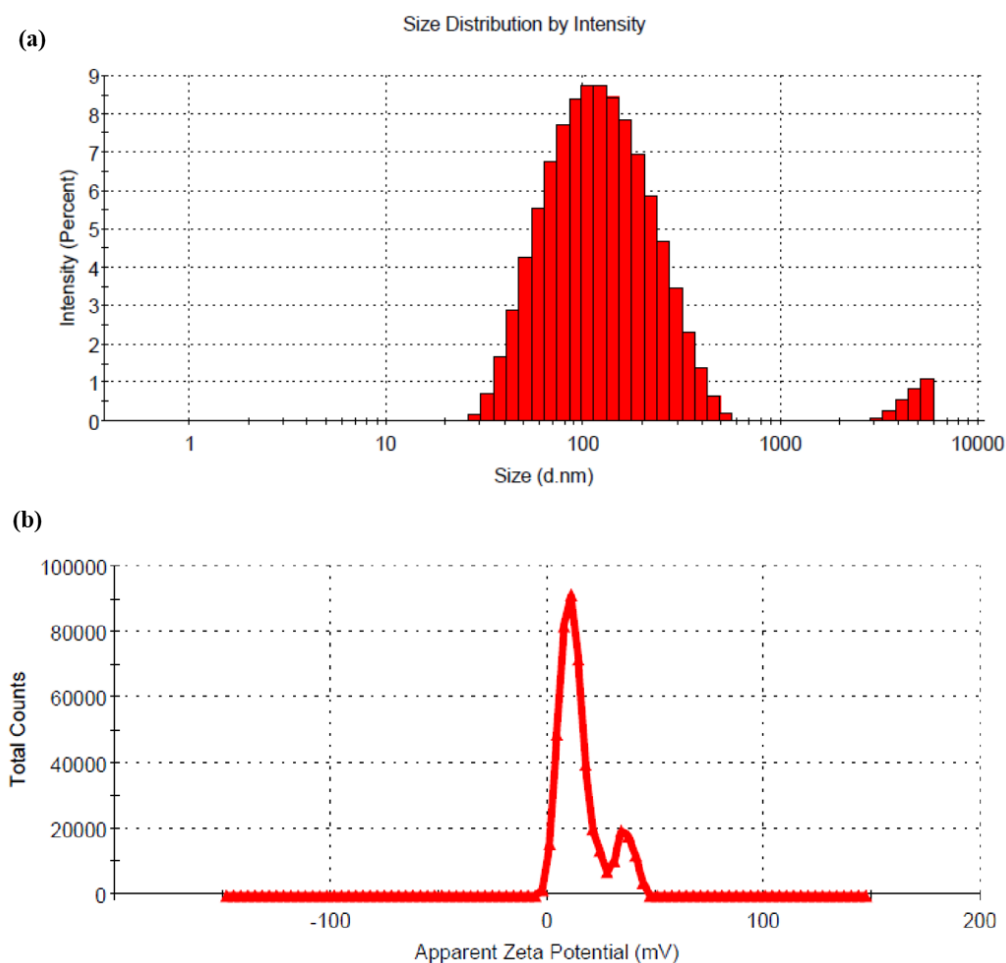 Size Distribution by Intensity
(a)
9
8
7
6
5
4
3
2
1
0
Intensity (Percent)
1 10 100 1000 10000
Size (d.nm)
(b)
100000
80000
60000
40000
20000
0
Total Counts
-100 0 100 200
Apparent Zeta Potential (mV)